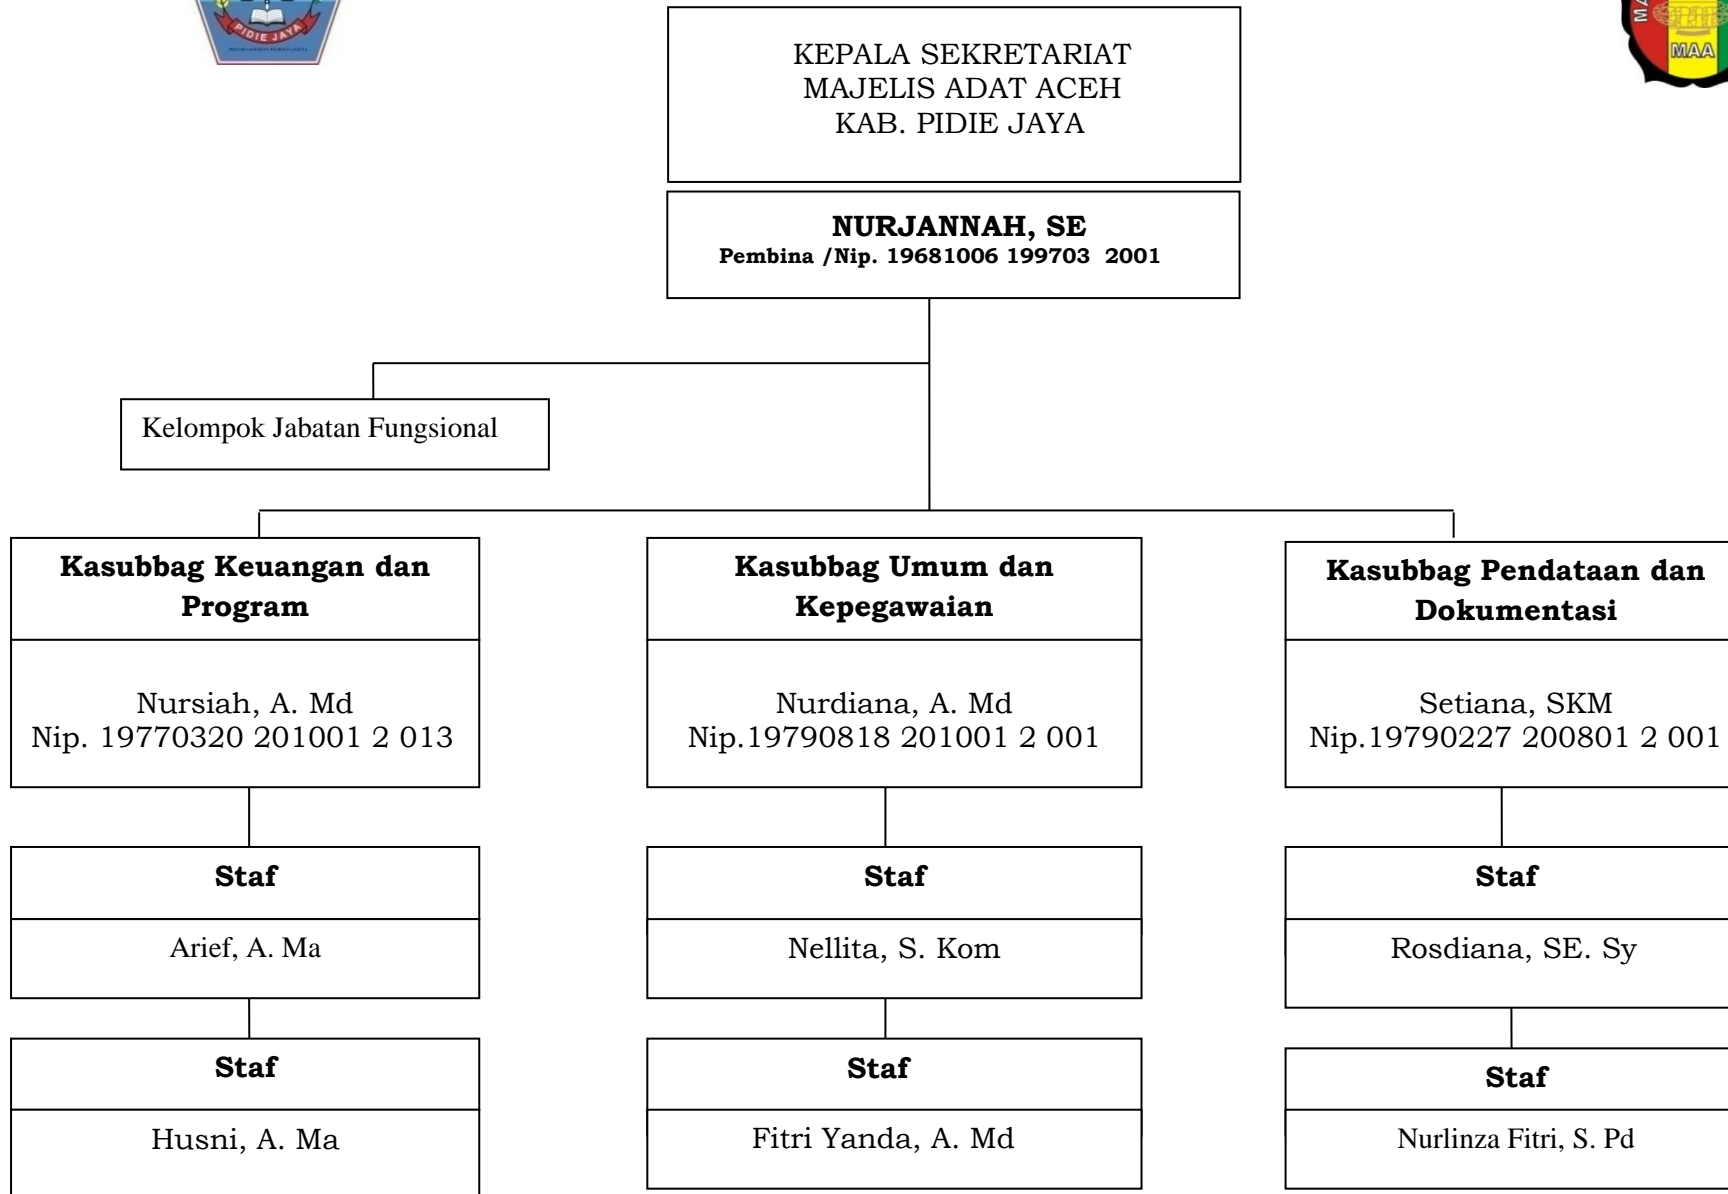 PIDIE JAYA
MAA
KEPALA SEKRETARIAT
MAJELIS ADAT ACEH
KAB. PIDIE JAYA
NURJANNAH, SE
Pembina /Nip. 19681006 199703 2001
Kelompok Jabatan Fungsional
Kasubbag Keuangan dan
Program
Nursiah, A. Md
Nip. 19770320 201001 2 013
Staf
Arief, A. Ma
Staf
Husni, A. Ma
Kasubbag Umum dan
Kepegawaian
Nurdiana, A. Md
Nip.19790818 201001 2 001
Staf
Nellita, S. Kom
Staf
Fitri Yanda, A. Md
Kasubbag Pendataan dan
Dokumentasi
Setiana, SKM
Nip.19790227 200801 2 001
Staf
Rosdiana, SE. Sy
Staf
Nurlinza Fitri, S. Pd